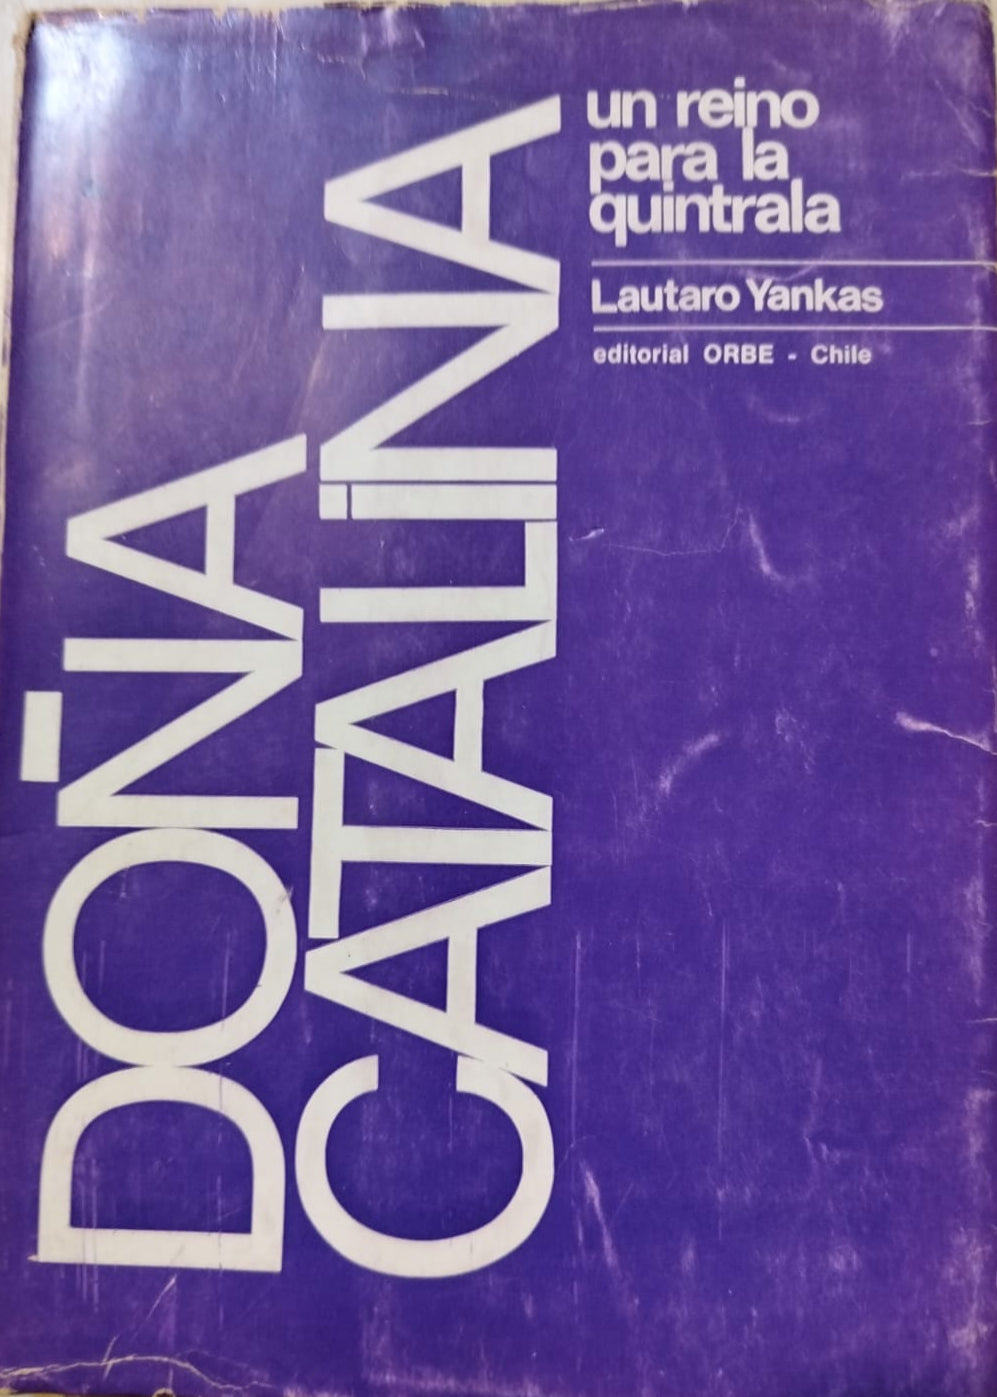 DOÑA
CATALiNA
un reino
para la
quintrala
Lautaro Yankas
editorial ORBE - Chile